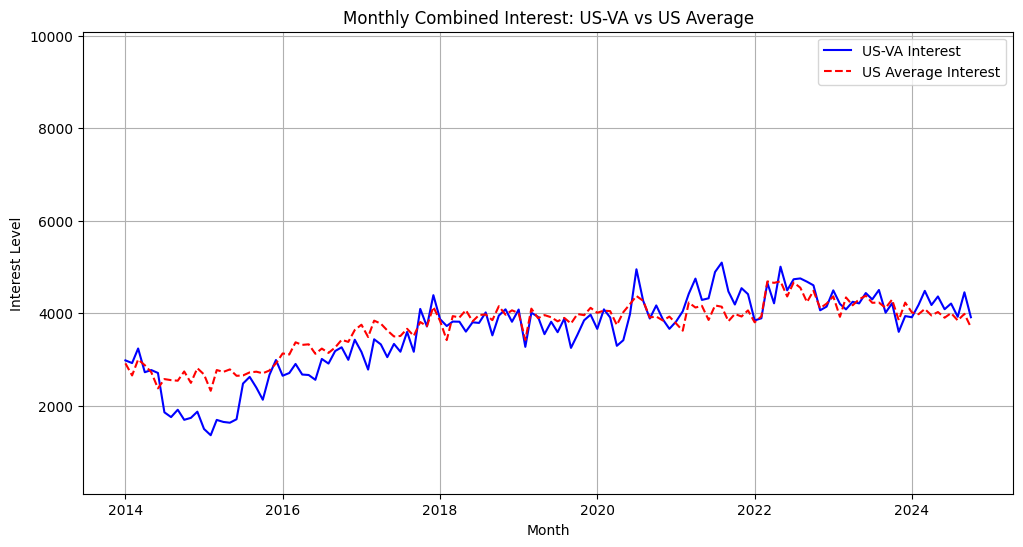 Monthly Combined Interest: US-VA vs US Average
US-VA Interest
US Average Interest
Interest Level
10000
8000
6000
4000
2000
2014
2016
2018
2020
2022
2024
Month